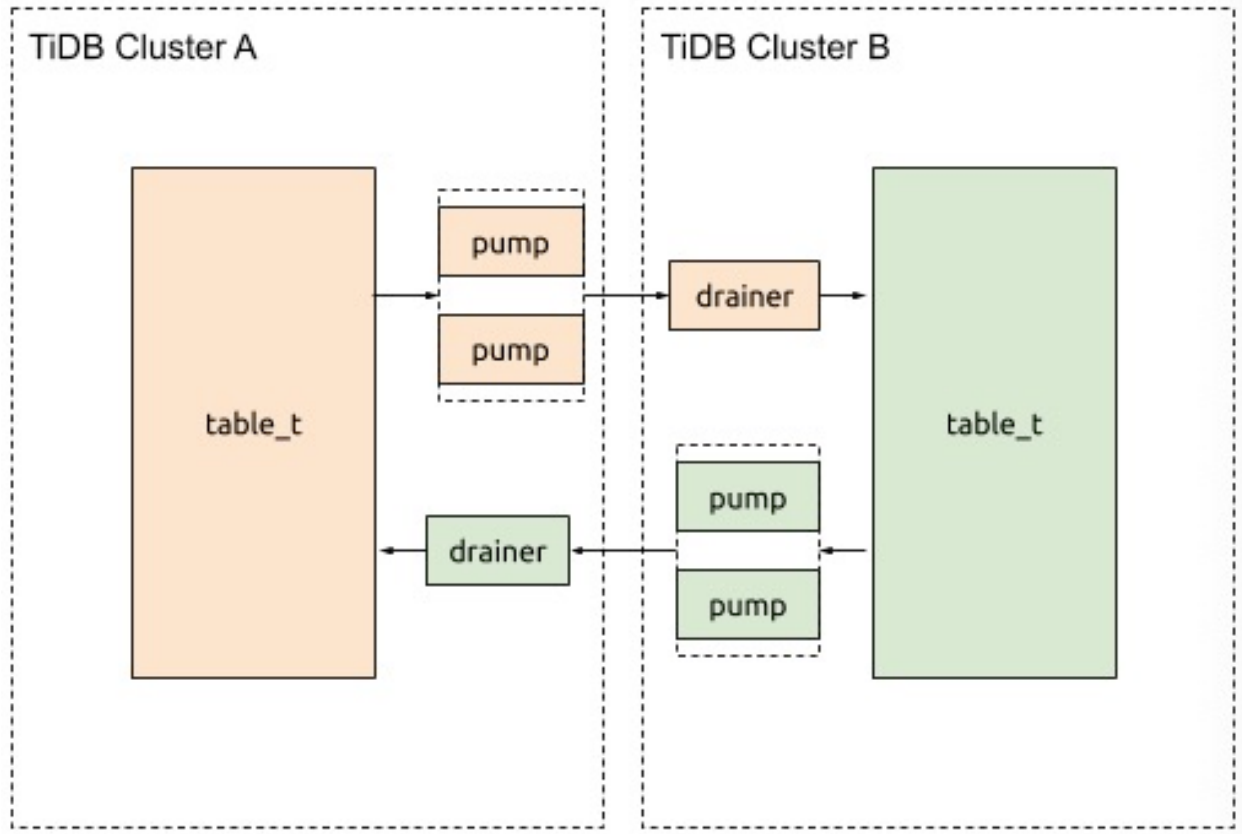 TiDB Cluster A
TiDB Cluster B
pump
pump
drainer
table_t
table_t
pump
drainer
pump